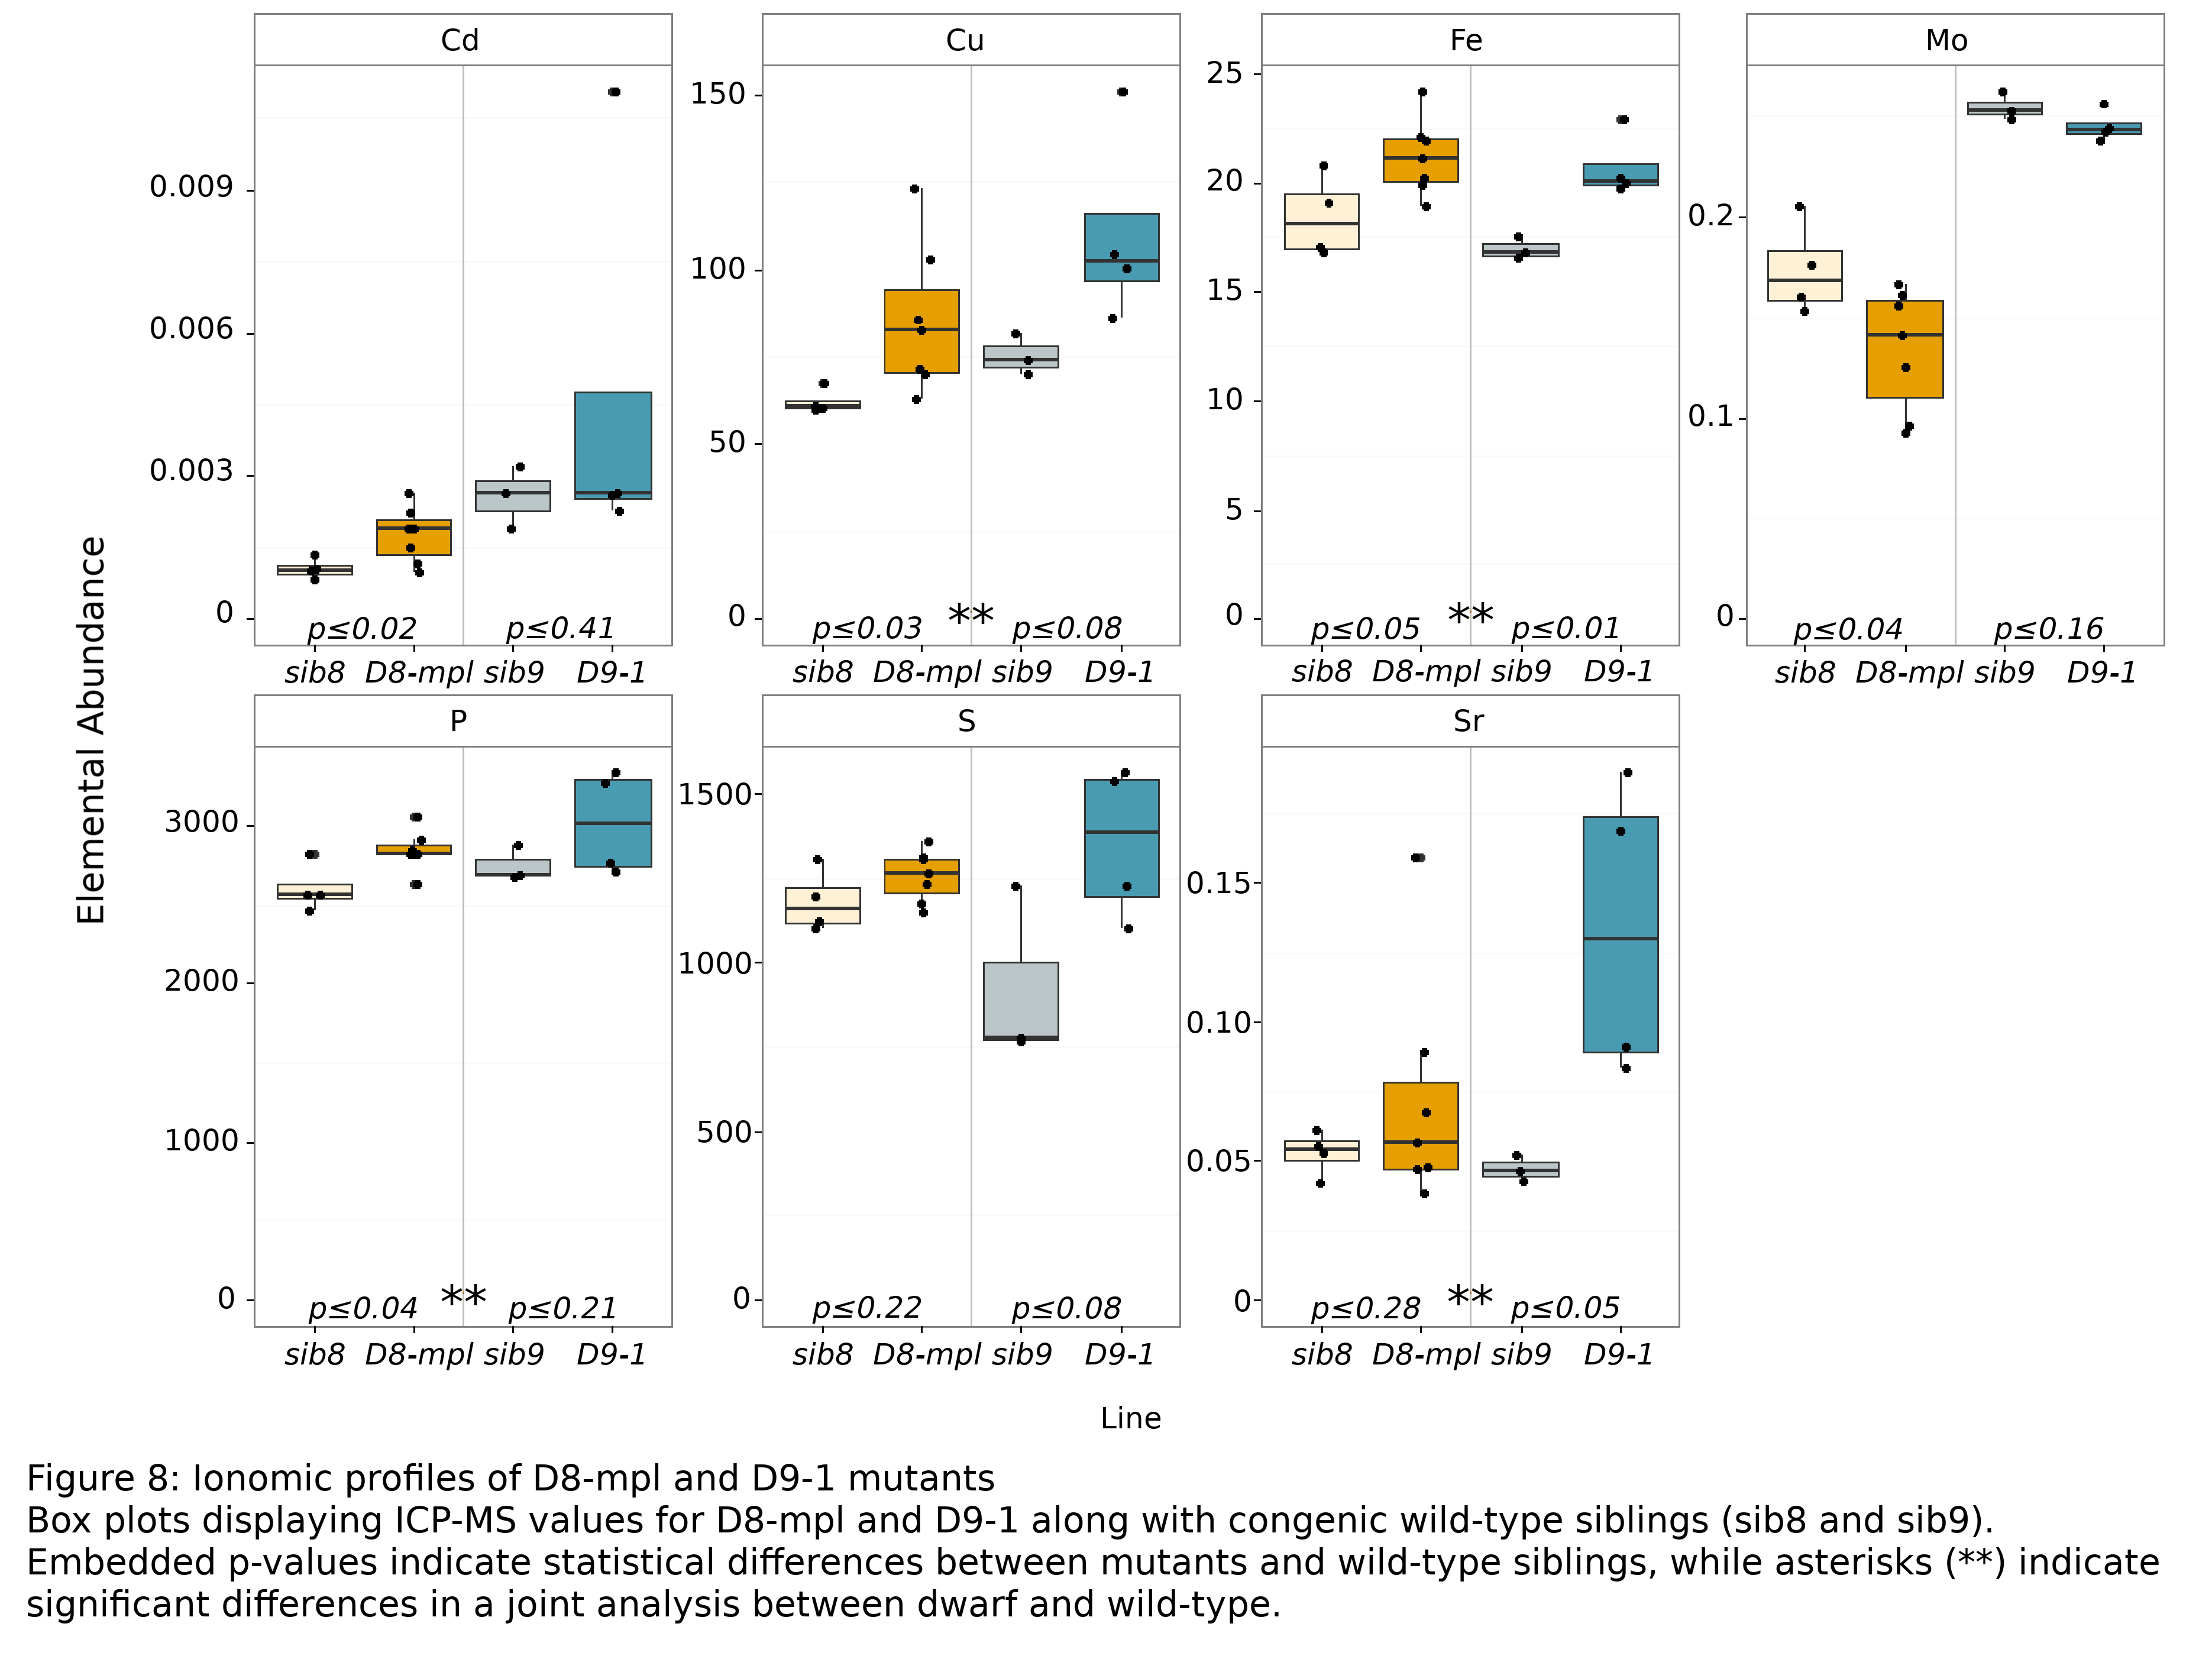 Cd
Cu
Fe
Mo
Elemental Abundance
0.009
0.006
0.003
0
p≤0.02
p≤0.41
sib8 D8-mpl sib9 D9-1
150
100
50
0
p≤0.03 ** p≤0.08
sib8 D8-mpl sib9 D9-1
25
20
15
10
5
0
p≤0.05 ** p≤0.01
sib8 D8-mpl sib9 D9-1
0.2
0.1
0
p≤0.04
p≤0.16
sib8 D8-mpl sib9 D9-1
P
S
Sr
3000
2000
1000
0
p≤0.04 ** p≤0.21
sib8 D8-mpl sib9 D9-1
1500
1000
500
0
p≤0.22
p≤0.08
sib8 D8-mpl sib9 D9-1
0.15
0.10
0.05
0
p≤0.28 ** p≤0.05
sib8 D8-mpl sib9 D9-1
Line
Figure 8: Ionomic profiles of D8-mpl and D9-1 mutants
Box plots displaying ICP-MS values for D8-mpl and D9-1 along with congenic wild-type siblings (sib8 and sib9).
Embedded p-values indicate statistical differences between mutants and wild-type siblings, while asterisks (**) indicate
significant differences in a joint analysis between dwarf and wild-type.